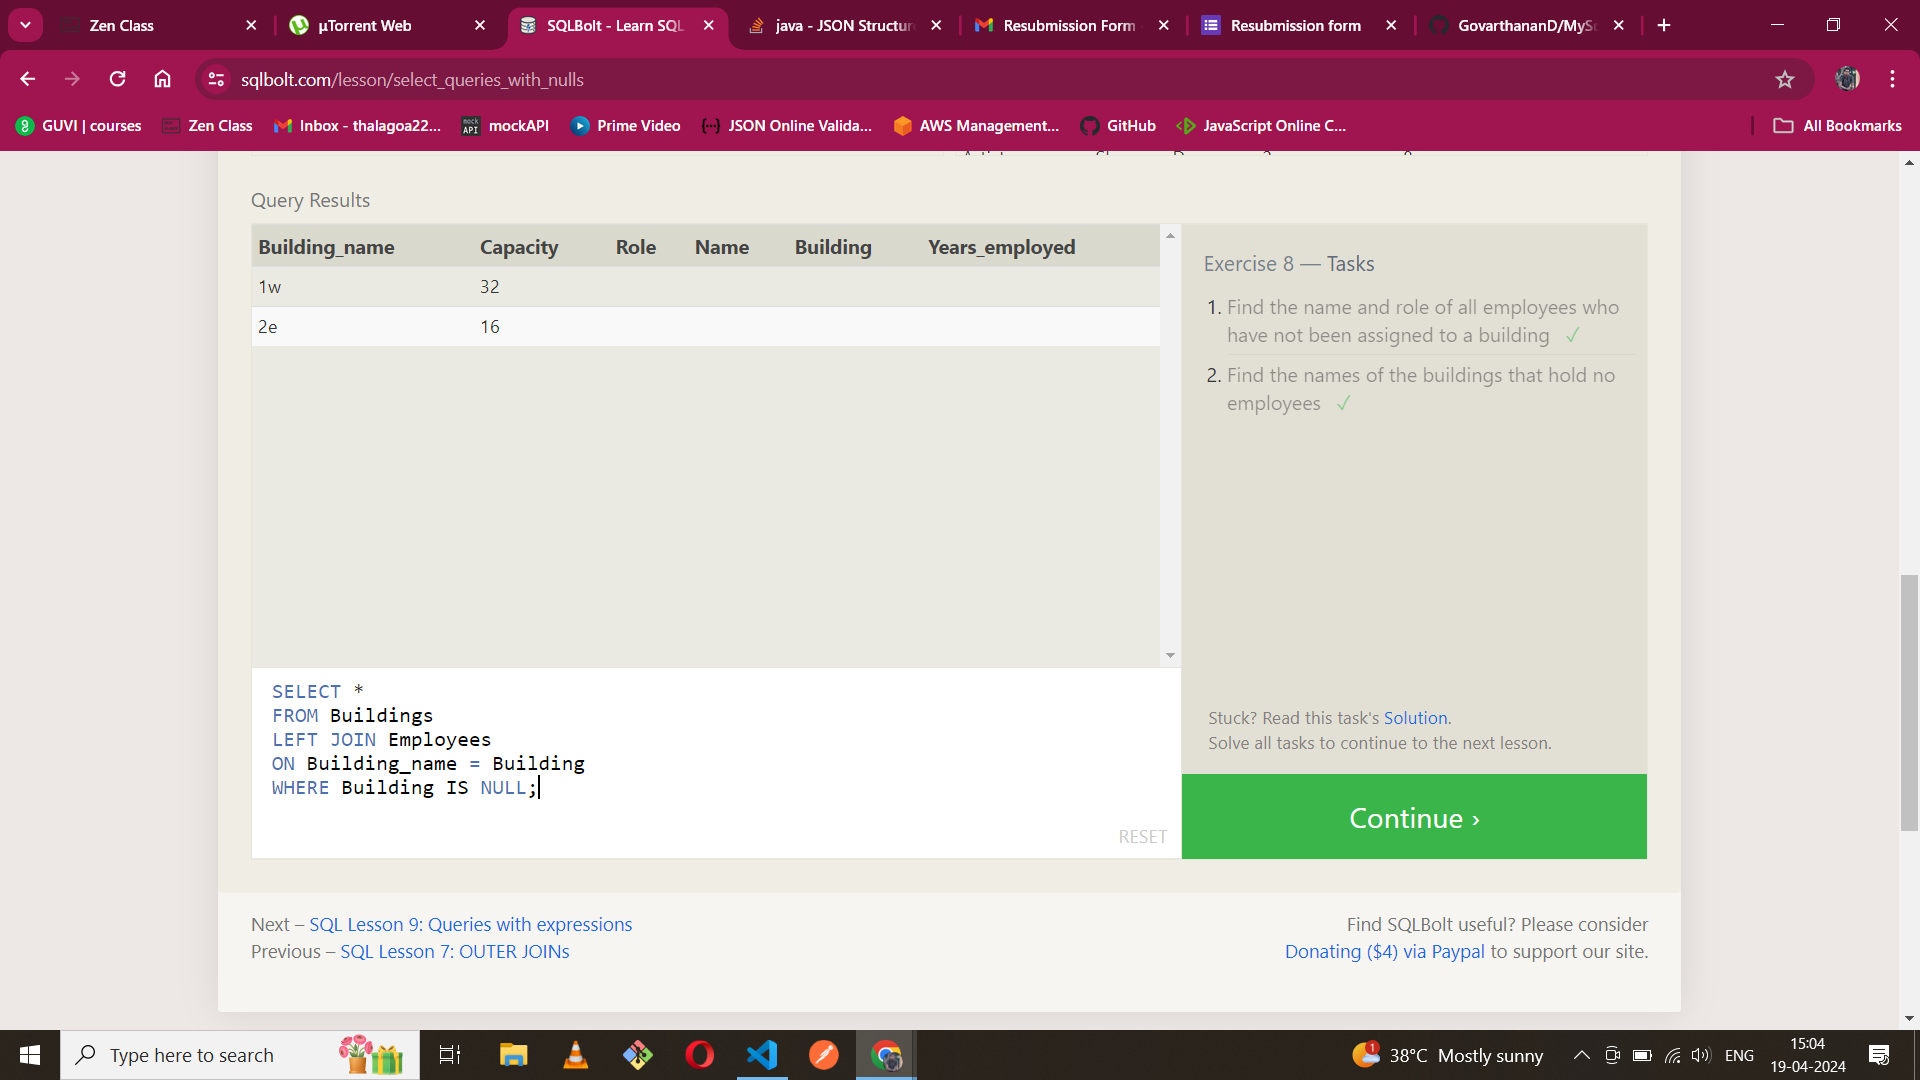 Zen Class
µTorrent Web
SQLBolt - Learn SQL
java - JSON Structur
Resubmission Form
Resubmission form
GovarthananD/MySq
sqlbolt.com/lesson/select_queries_with_nulls
GUVI | courses
Zen Class
Inbox - thalagoa22...
mock API
mockAPI
Prime Video
JSON Online Valida...
AWS Management...
GitHub
JavaScript Online C...
All Bookmarks
Query Results
Building_name Capacity Role Name Building Years_employed
1w 32
2e 16
Exercise 8 — Tasks
1. Find the name and role of all employees who
have not been assigned to a building ✓
2. Find the names of the buildings that hold no
employees ✓
SELECT *
FROM Buildings
LEFT JOIN Employees
ON Building_name = Building
WHERE Building IS NULL;
RESET
Stuck? Read this task's Solution.
Solve all tasks to continue to the next lesson.
Continue ›
Next – SQL Lesson 9: Queries with expressions
Previous – SQL Lesson 7: OUTER JOINs
Find SQLBolt useful? Please consider
Donating ($4) via Paypal to support our site.
Type here to search
1
38°C Mostly sunny
ENG
15:04
19-04-2024